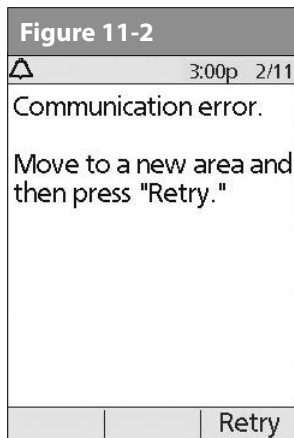 Figure 11-2
3:00p 2/11
Communication error.
Move to a new area and
then press "Retry."
Retry